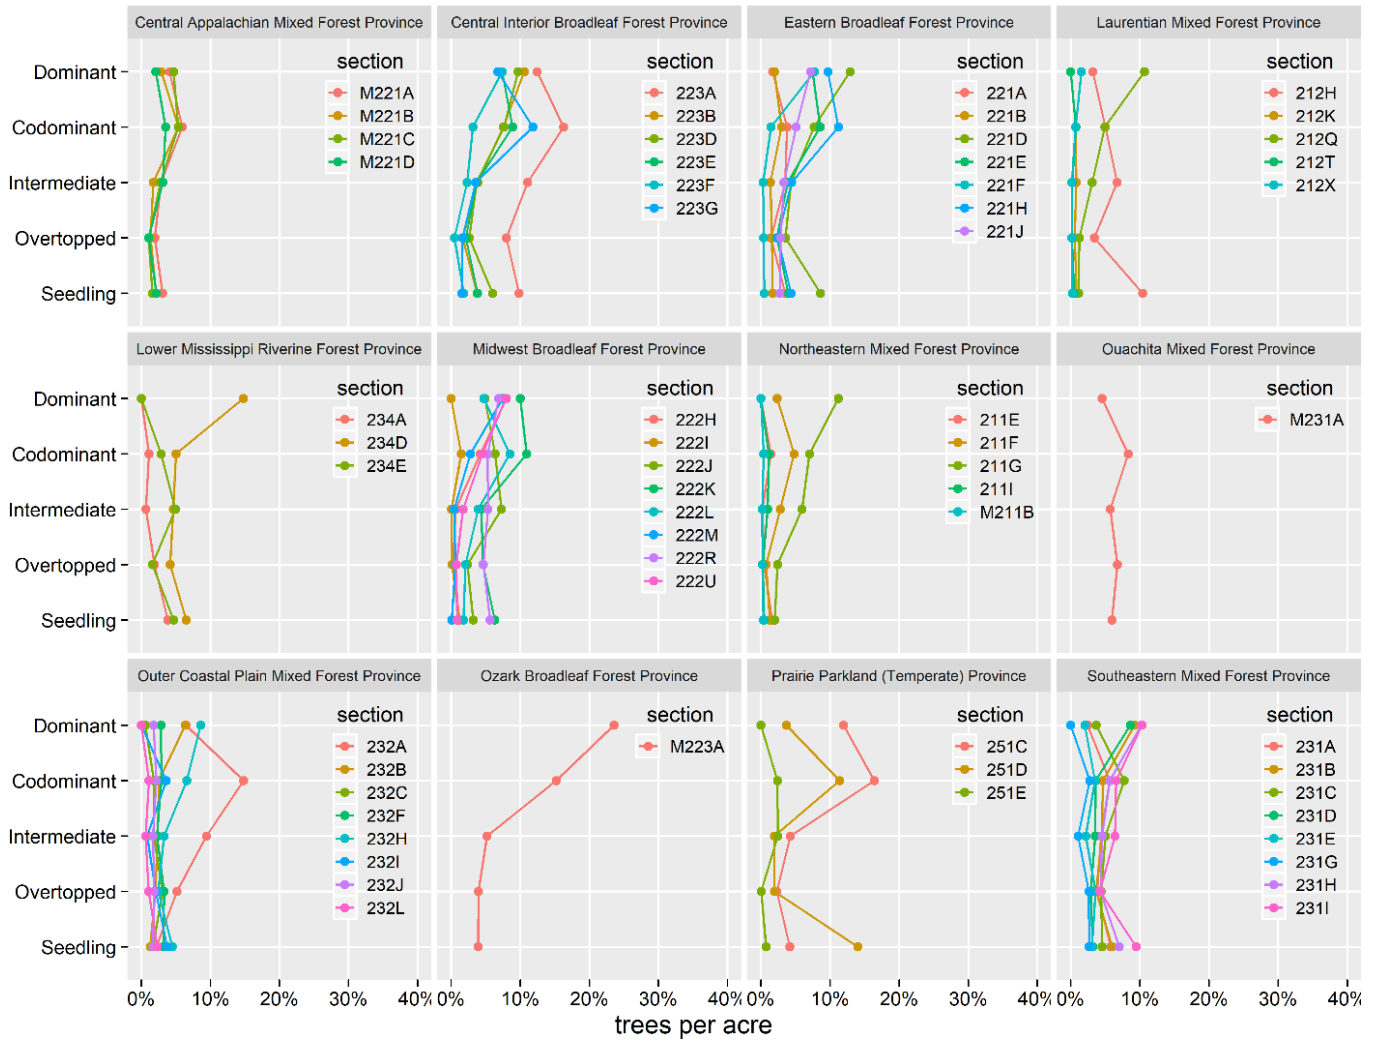 Central Appalachian Mixed Forest Province
Central Interior Broadleaf Forest Province
Eastern Broadleaf Forest Province
Laurentian Mixed Forest Province
Dominant
Codominant
Intermediate
Overtopped
Seedling
section
M221A
M221B
M221C
M221D
section
223A
223B
223D
223E
223F
223G
section
221A
221B
221D
221E
221F
221H
221J
section
212H
212K
212Q
212T
212X
Lower Mississippi Riverine Forest Province
Midwest Broadleaf Forest Province
Northeastern Mixed Forest Province
Ouachita Mixed Forest Province
Dominant
Codominant
Intermediate
Overtopped
Seedling
section
234A
234D
234E
section
222H
222I
222J
222K
222L
222M
222R
222U
section
211E
211F
211G
211I
M211B
section
M231A
Outer Coastal Plain Mixed Forest Province
Ozark Broadleaf Forest Province
Prairie Parkland (Temperate) Province
Southeastern Mixed Forest Province
Dominant
Codominant
Intermediate
Overtopped
Seedling
section
232A
232B
232C
232F
232H
232I
232J
232L
section
M223A
section
251C
251D
251E
section
231A
231B
231C
231D
231E
231G
231H
231I
0% 10% 20% 30% 40% 0% 10% 20% 30% 40% 0% 10% 20% 30% 40% 0% 10% 20% 30% 40%
trees per acre